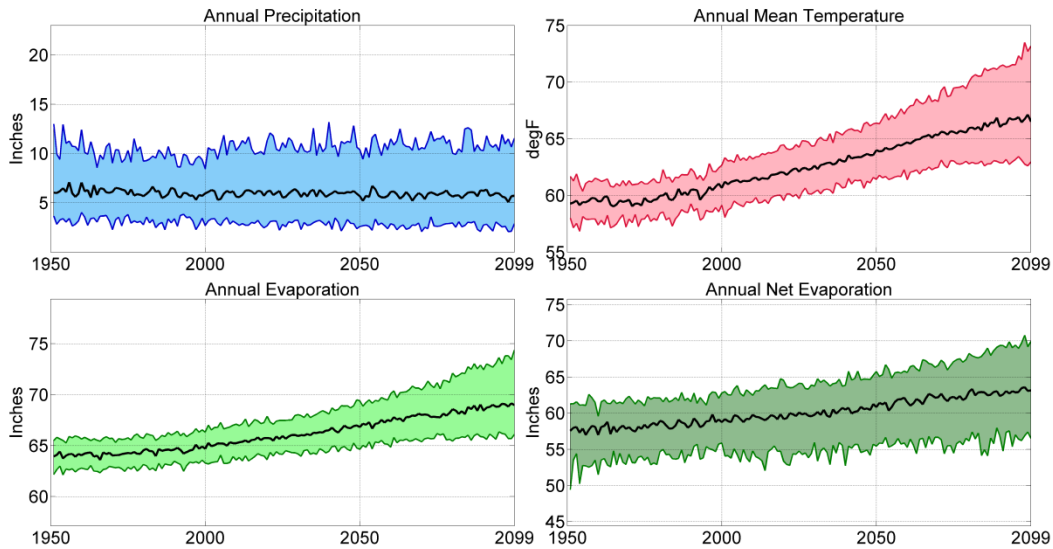 Annual Precipitation
Inches
20
15
10
5
1950 2000 2050 2099
Annual Mean Temperature
degF
75
70
65
60
55
1950 2000 2050 2099
Annual Evaporation
Inches
75
70
65
60
1950 2000 2050 2099
Annual Net Evaporation
Inches
75
70
65
60
55
50
45
1950 2000 2050 2099